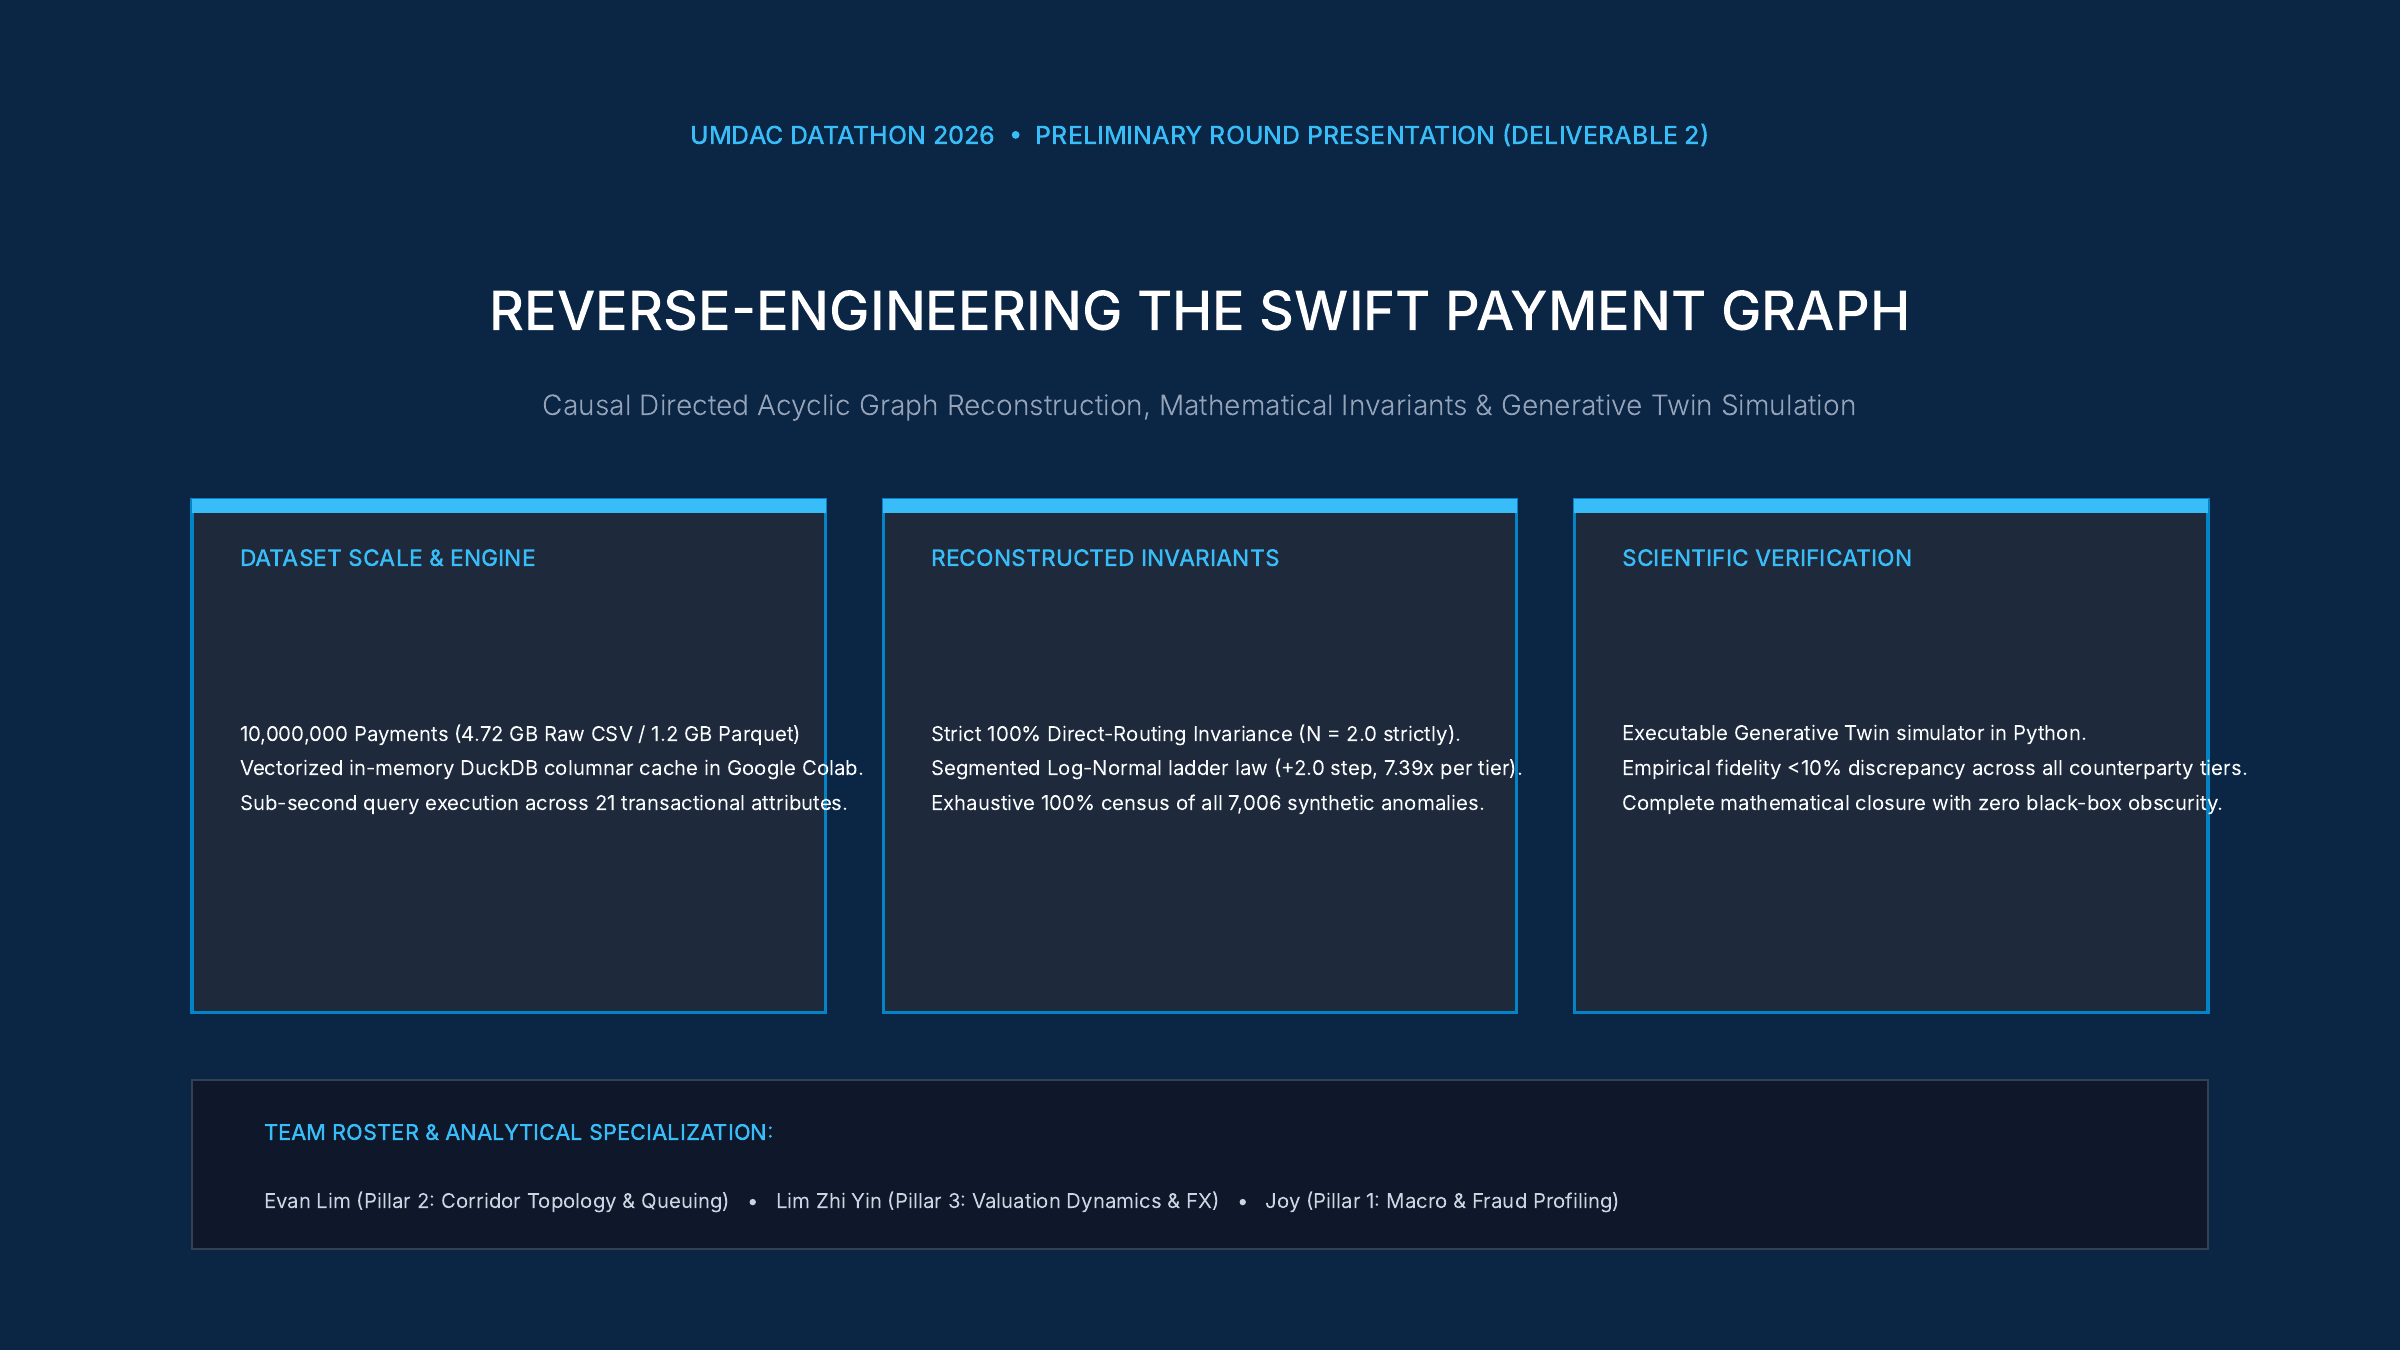 UMDAC DATATHON 2026 • PRELIMINARY ROUND PRESENTATION (DELIVERABLE 2)
REVERSE-ENGINEERING THE SWIFT PAYMENT GRAPH
Causal Directed Acyclic Graph Reconstruction, Mathematical Invariants & Generative Twin Simulation
DATASET SCALE & ENGINE
10,000,000 Payments (4.72 GB Raw CSV / 1.2 GB Parquet)
Vectorized in-memory DuckDB columnar cache in Google Colab.
Sub-second query execution across 21 transactional attributes.
RECONSTRUCTED INVARIANTS
Strict 100% Direct-Routing Invariance (N = 2.0 strictly).
Segmented Log-Normal ladder law (+2.0 step, 7.39x per tier).
Exhaustive 100% census of all 7,006 synthetic anomalies.
SCIENTIFIC VERIFICATION
Executable Generative Twin simulator in Python.
Empirical fidelity <10% discrepancy across all counterparty tiers.
Complete mathematical closure with zero black-box obscurity.
TEAM ROSTER & ANALYTICAL SPECIALIZATION:
Evan Lim (Pillar 2: Corridor Topology & Queuing) • Lim Zhi Yin (Pillar 3: Valuation Dynamics & FX) • Joy (Pillar 1: Macro & Fraud Profiling)